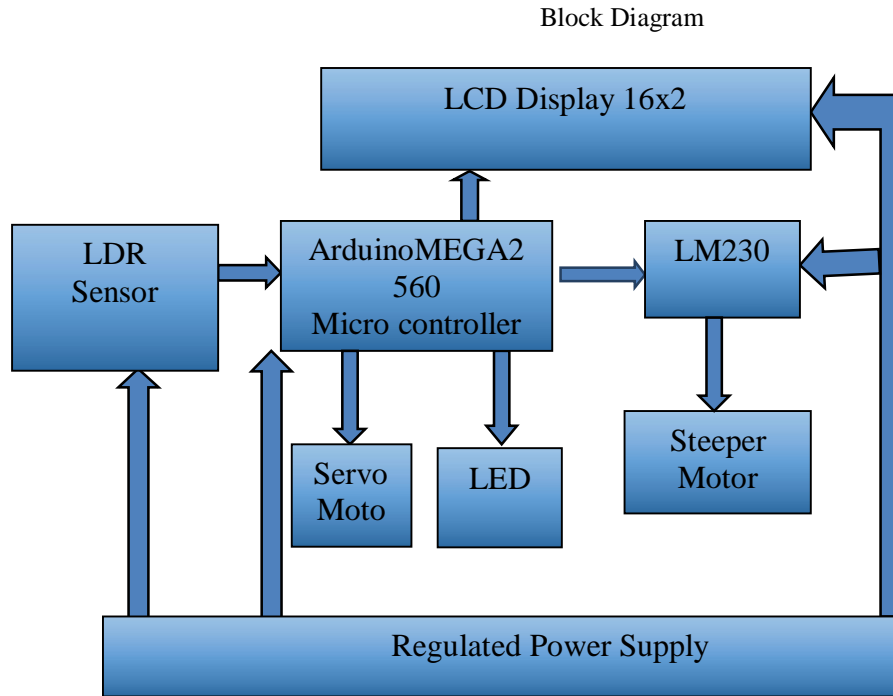 Block Diagram
LCD Display 16x2
LDR
Sensor
ArduinoMEGA2
560
Micro controller
LM230
Servo
Moto
LED
Steeper
Motor
Regulated Power Supply